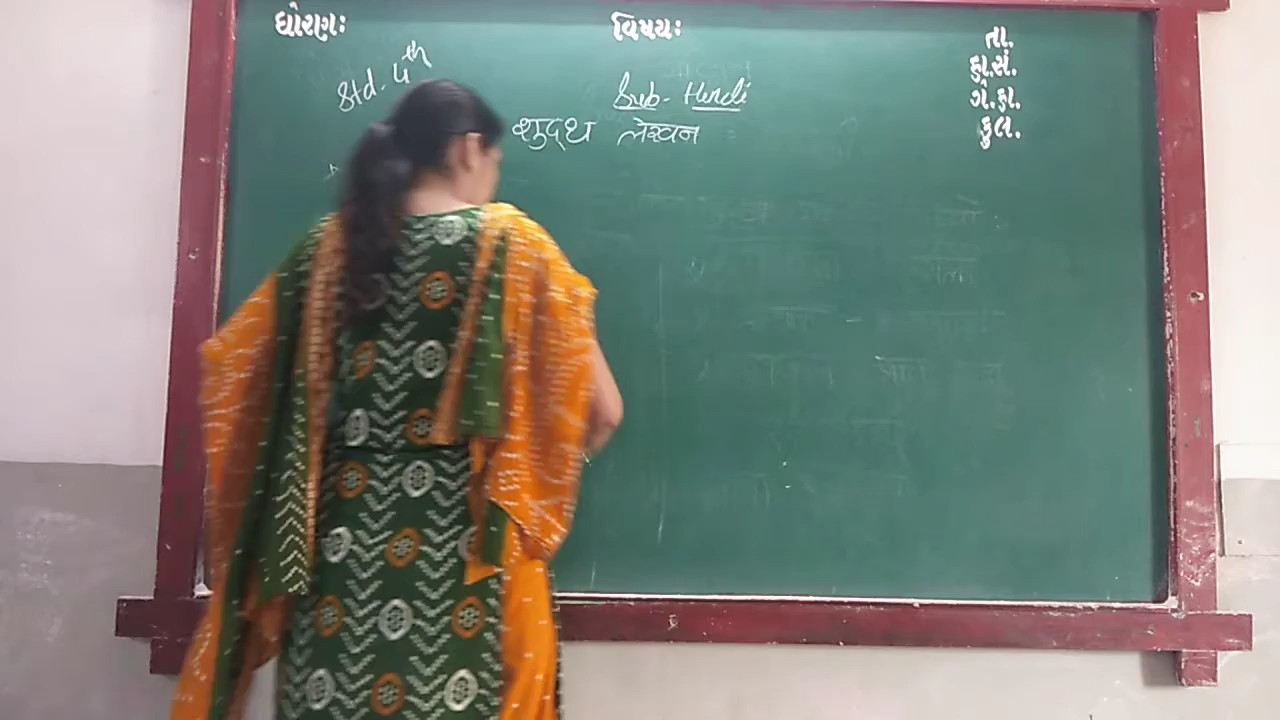 ધોરણઃ
વિષયઃ
તા.
Std. 4th
Sub- Hindi
ક્રા.સં.
ગે.હા.
કુલ.
शुद्ध लेखन